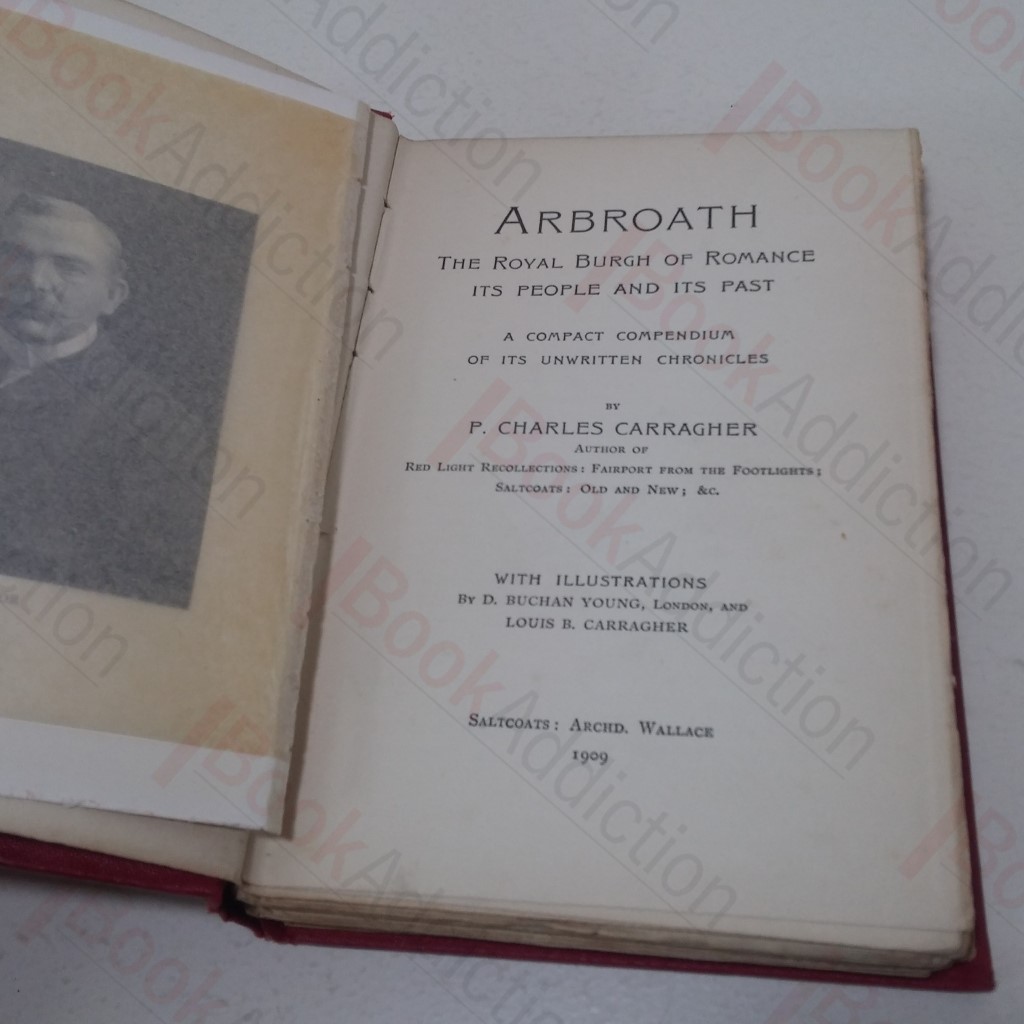 ARBROATH
THE ROYAL BURGH OF ROMANCE
ITS PEOPLE AND ITS PAST
A COMPACT COMPENDIUM
OF ITS UNWRITTEN CHRONICLES
BY
P. CHARLES CARRAGHER
AUTHOR OF
RED LIGHT RECOLLECTIONS: FAIRPORT FROM THE FOOTLIGHTS;
SALTCOATS: OLD AND NEW; &C.
WITH ILLUSTRATIONS
BY D. BUCHAN YOUNG, LONDON, AND
LOUIS B. CARRAGHER
SALTCOATS: ARCHD. WALLACE
1909
BookAddiction